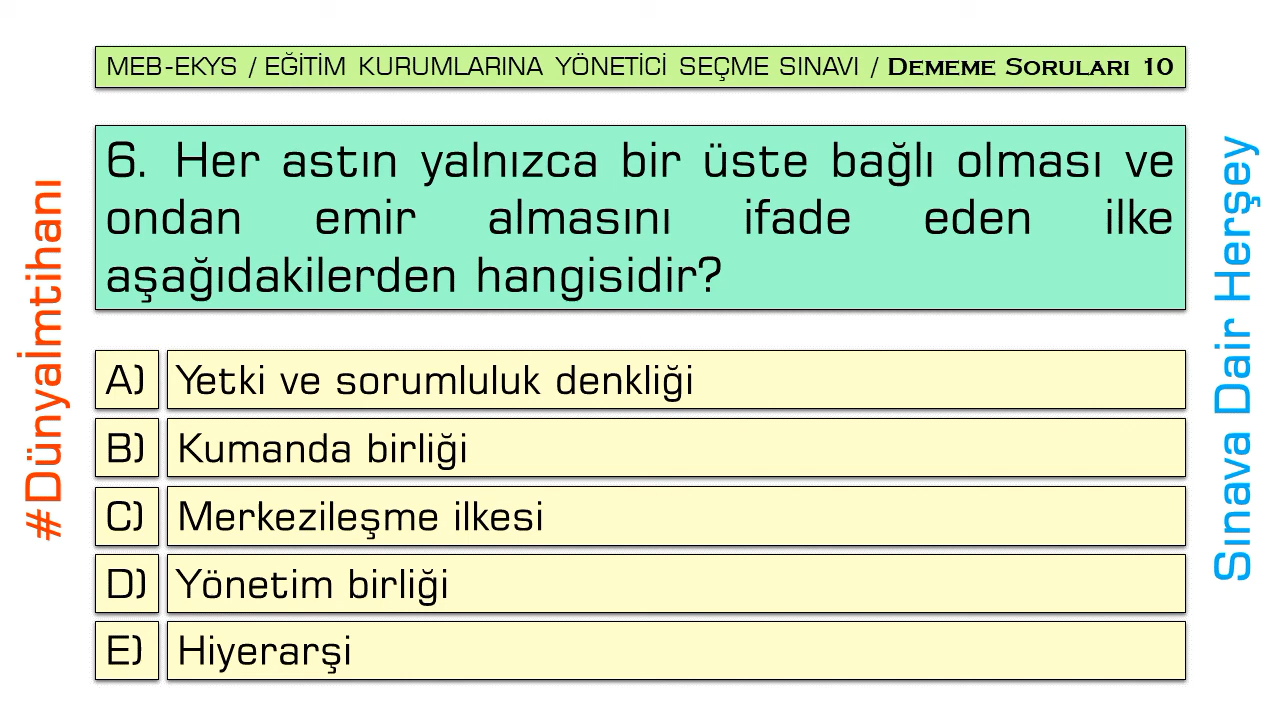 MEB-EKYS / EĞİTİM KURUMLARINA YÖNETİCİ SEÇME SINAVI / DEMEME SORULARI 10
6. Her astın yalnızca bir üste bağlı olması ve
ondan emir almasını ifade eden ilke
aşağıdakilerden hangisidir?
A) Yetki ve sorumluluk denkliği
B) Kumanda birliği
C) Merkezileşme ilkesi
D) Yönetim birliği
E) Hiyerarşi
#Dünyaİmtihanı
Sınava Dair Herşey